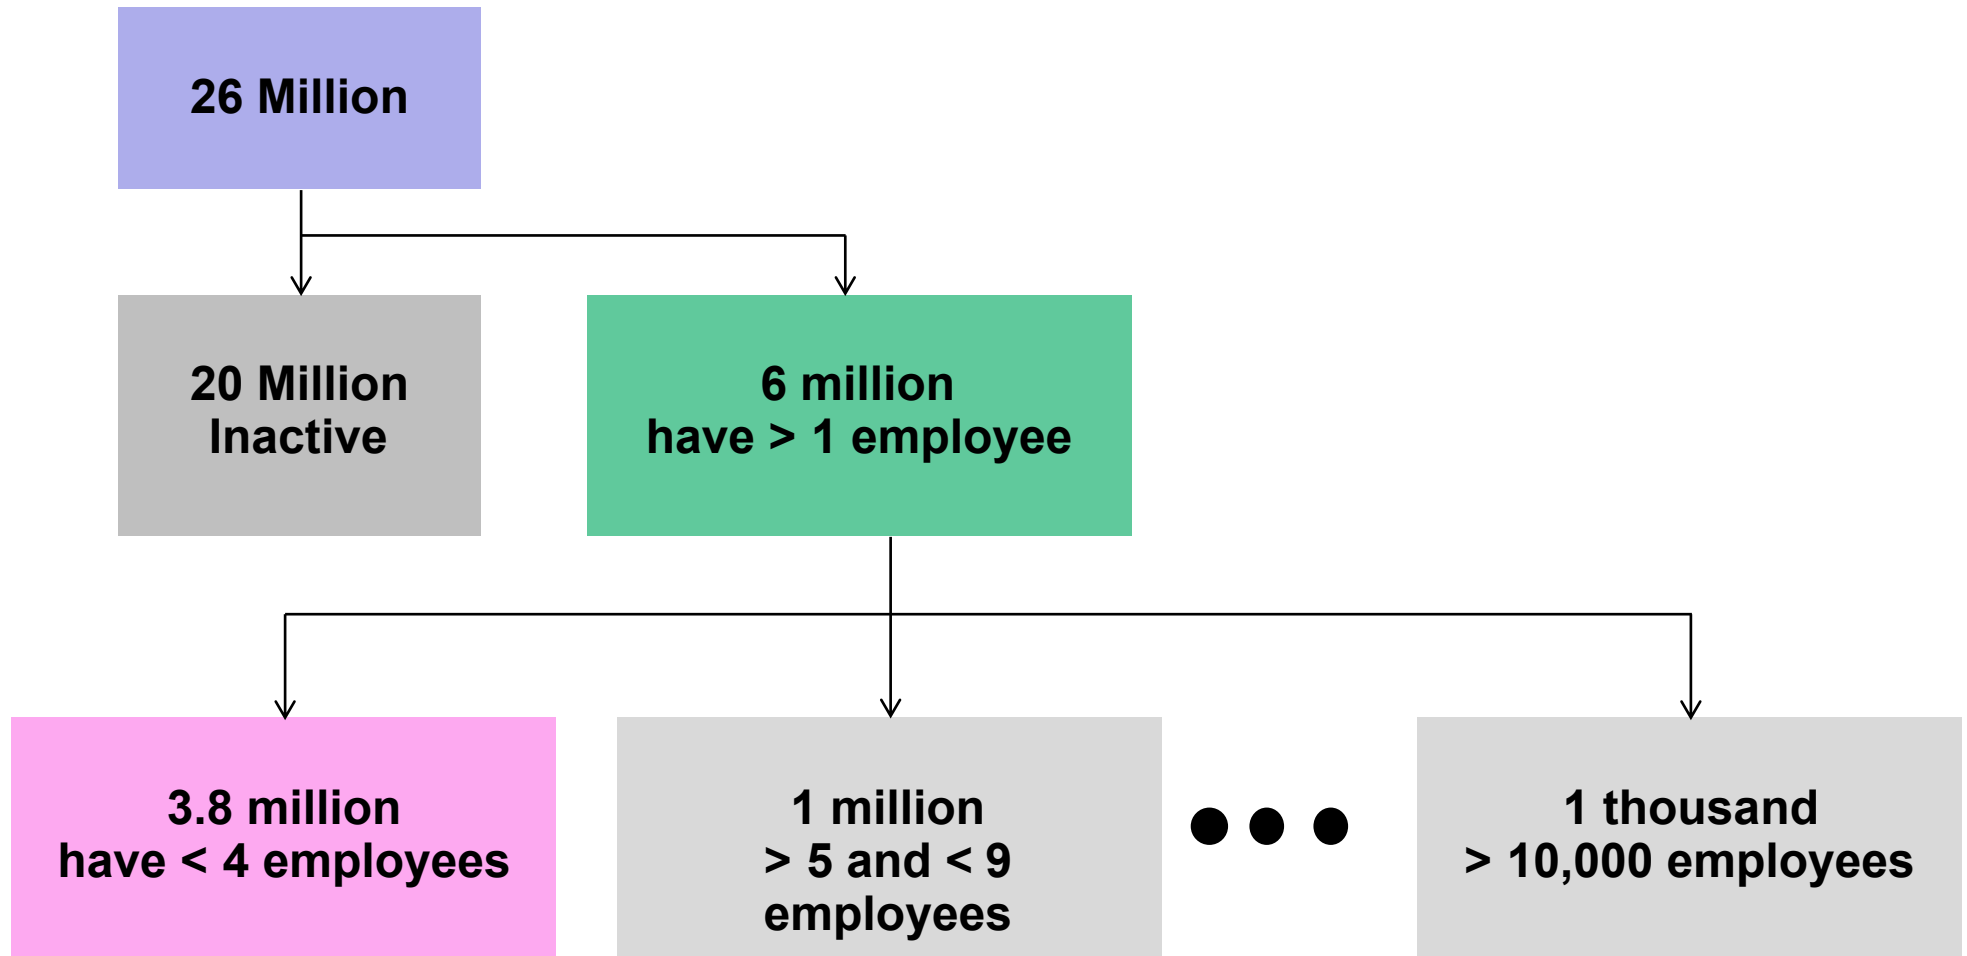 26 Million
20 Million
Inactive
6 million
have > 1 employee
3.8 million
have < 4 employees
1 million
> 5 and < 9
employees
1 thousand
> 10,000 employees